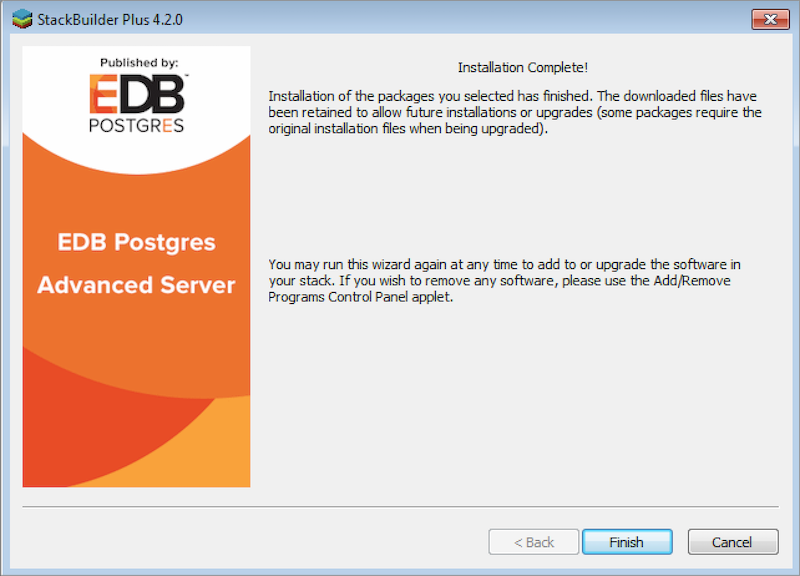 StackBuilder Plus 4.2.0
Published by:
EDB™
POSTGRES
EDB Postgres
Advanced Server
Installation Complete!
Installation of the packages you selected has finished. The downloaded files have
been retained to allow future installations or upgrades (some packages require the
original installation files when being upgraded).
You may run this wizard again at any time to add to or upgrade the software in
your stack. If you wish to remove any software, please use the Add/Remove
Programs Control Panel applet.
< Back
Finish
Cancel